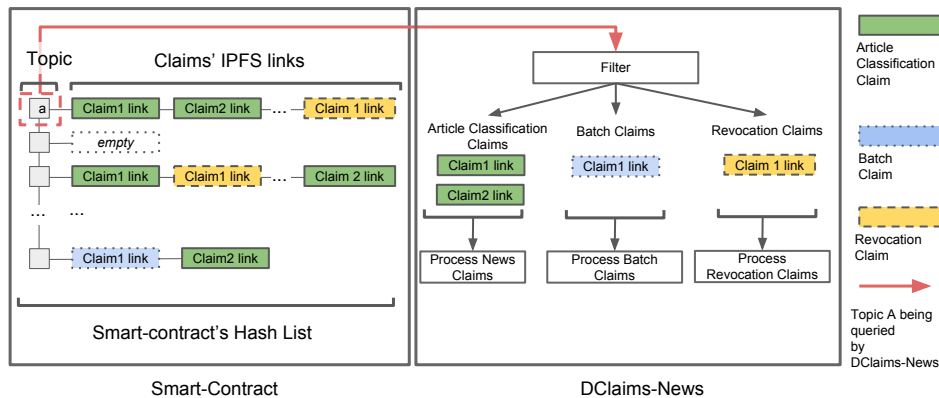 Topic
Claims' IPFS links
a
Claim1 link
Claim2 link
...
Claim 1 link
empty
Claim1 link
Claim1 link
...
Claim 2 link
...
...
Claim1 link
Claim2 link
Smart-contract's Hash List
Smart-Contract
Filter
Article Classification
Claims
Claim1 link
Claim2 link
Process News
Claims
Batch Claims
Claim1 link
Process Batch
Claims
Revocation Claims
Claim 1 link
Process
Revocation Claims
DClaims-News
Article
Classification
Claim
Batch
Claim
Revocation
Claim
Topic A being
queried
by
DClaims-News